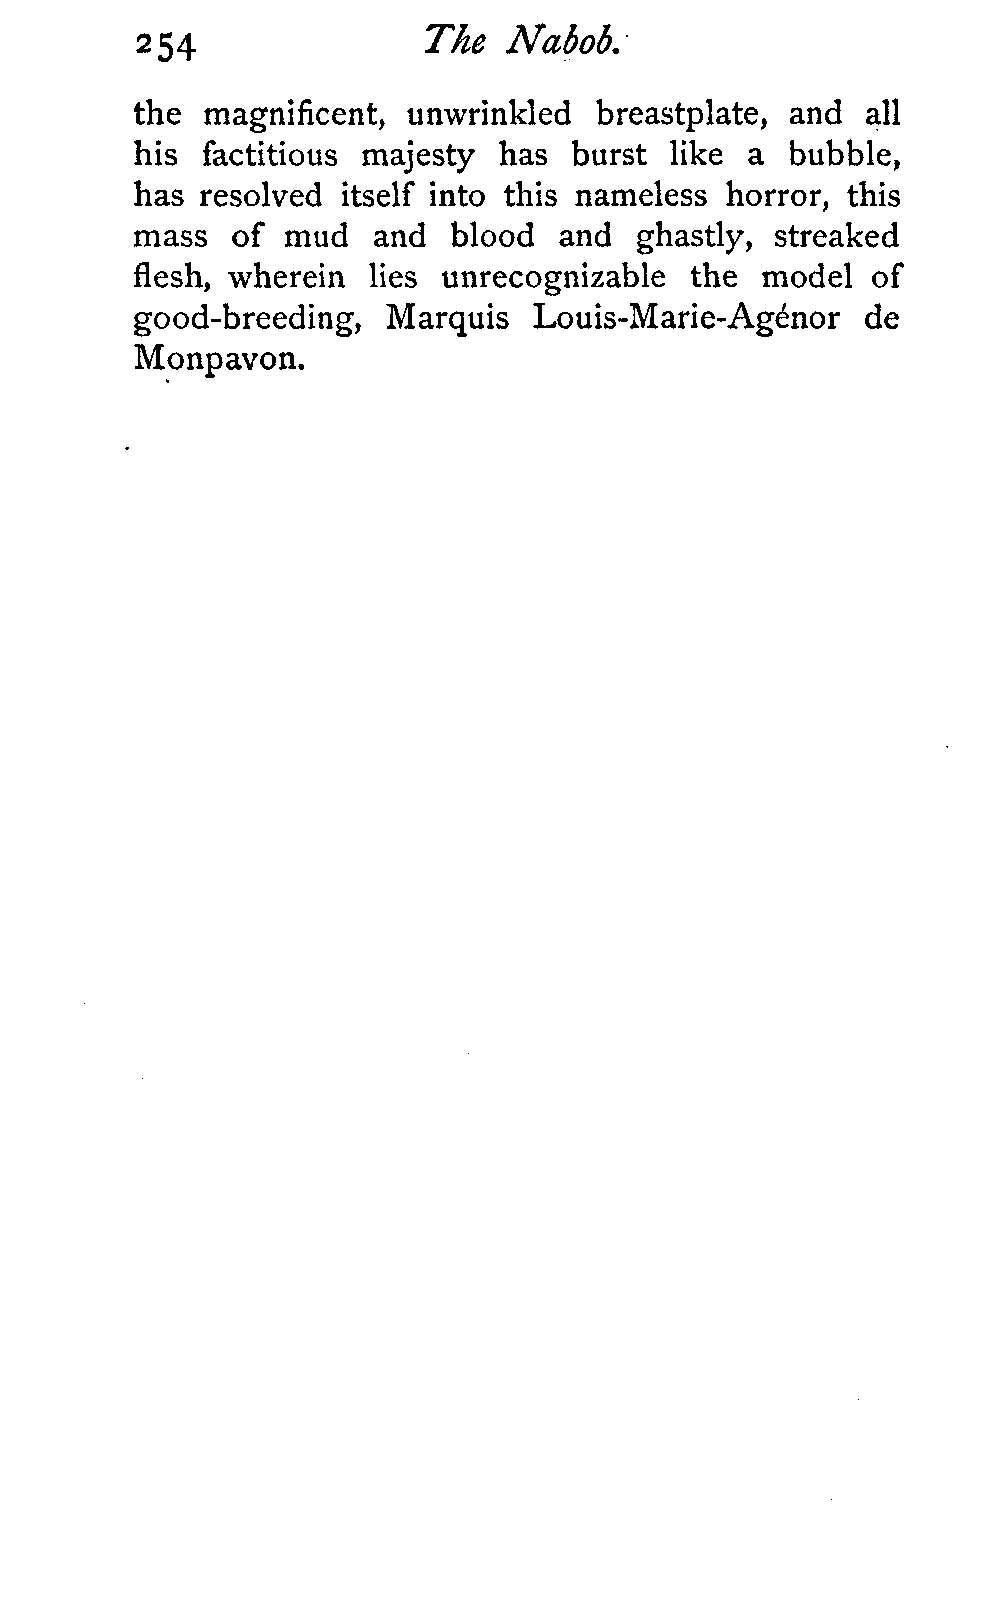 254 The Nabob.
the magnificent, unwrinkled breastplate, and all
his factitious majesty has burst like a bubble,
has resolved itself into this nameless horror, this
mass of mud and blood and ghastly, streaked
flesh, wherein lies unrecognizable the model of
good-breeding, Marquis Louis-Marie-Agénor de
Monpavon.